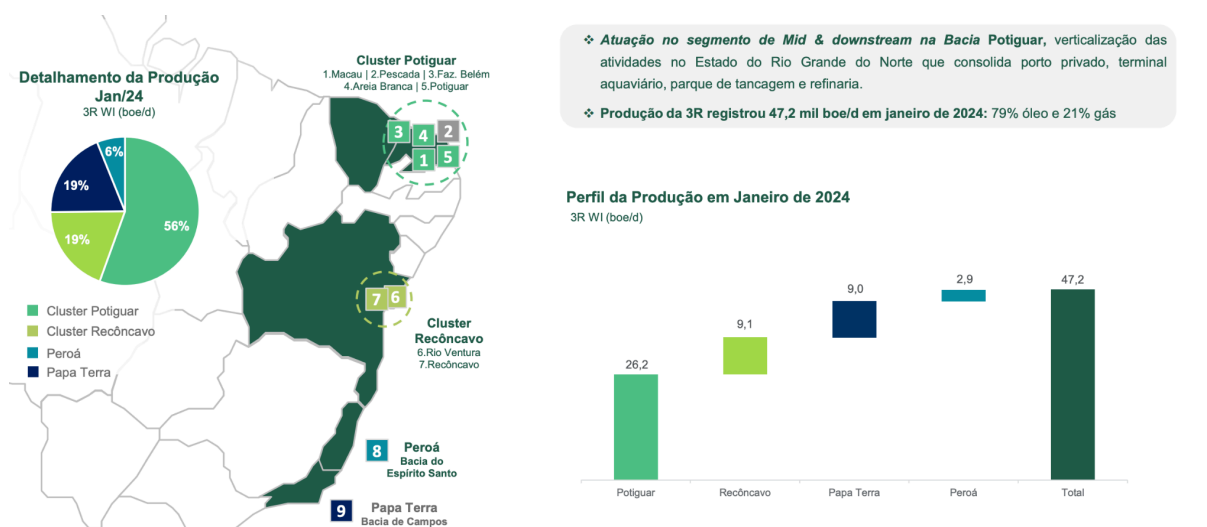 Detalhamento da Produção
Jan/24
3R WI (boe/d)
6%
19%
19%
56%
Cluster Potiguar
Cluster Recôncavo
Peroá
Papa Terra
Cluster Potiguar
1.Macau | 2.Pescada | 3.Faz. Belém
4.Areia Branca | 5.Potiguar
3
4
2
1
5
7
6
Cluster
Recôncavo
6.Rio Ventura
7.Recôncavo
8
Peroá
Bacia do
Espírito Santo
9
Papa Terra
Bacia de Campos
❖ Atuação no segmento de Mid & downstream na Bacia Potiguar, verticalização das
atividades no Estado do Rio Grande do Norte que consolida porto privado, terminal
aquaviário, parque de tancagem e refinaria.
❖ Produção da 3R registrou 47,2 mil boe/d em janeiro de 2024: 79% óleo e 21% gás
Perfil da Produção em Janeiro de 2024
3R WI (boe/d)
26,2
9,1
9,0
2,9
47,2
Potiguar
Recôncavo
Papa Terra
Peroá
Total